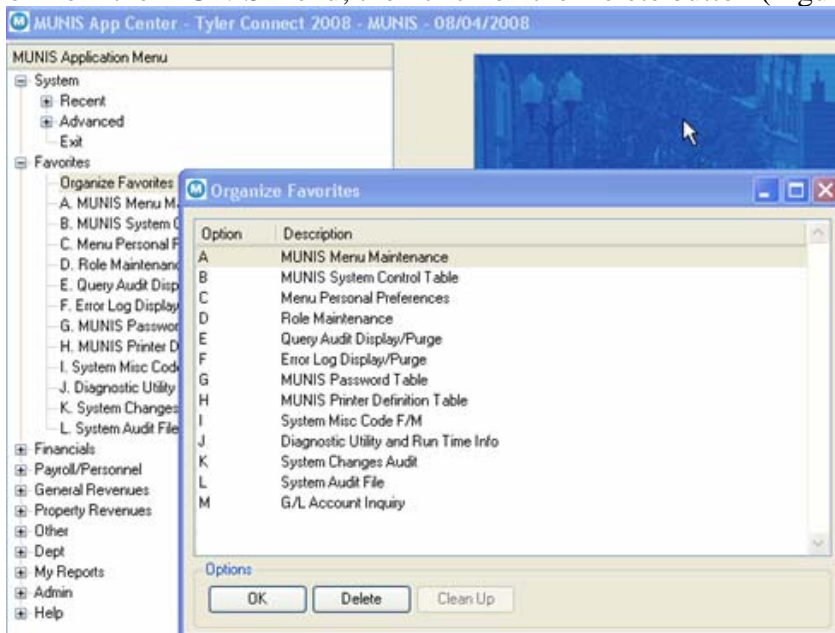 MUNIS App Center - Tyler Connect 2008 - MUNIS - 08/04/2008
MUNIS Application Menu
System
Recent
Advanced
Exit
Favorites
Organize Favorites
A. MUNIS Menu
B. MUNIS System
C. Menu Personal
D. Role Maintenanc
E. Query Audit Disp
F. Error Log Display
G. MUNIS Passwor
H. MUNIS Printer D
I. System Misc Cod
J. Diagnostic Utility
K. System Changes
L. System Audit File
Financials
Payroll/Personnel
General Revenues
Property Revenues
Other
Dept
My Reports
Admin
Help
Organize Favorites
Option Description
A MUNIS Menu Maintenance
B MUNIS System Control Table
C Menu Personal Preferences
D Role Maintenance
E Query Audit Display/Purge
F Error Log Display/Purge
G MUNIS Password Table
H MUNIS Printer Definition Table
I System Misc Code F/M
J Diagnostic Utility and Run Time Info
K System Changes Audit
L System Audit File
M G/L Account Inquiry
Options
OK Delete Clean Up